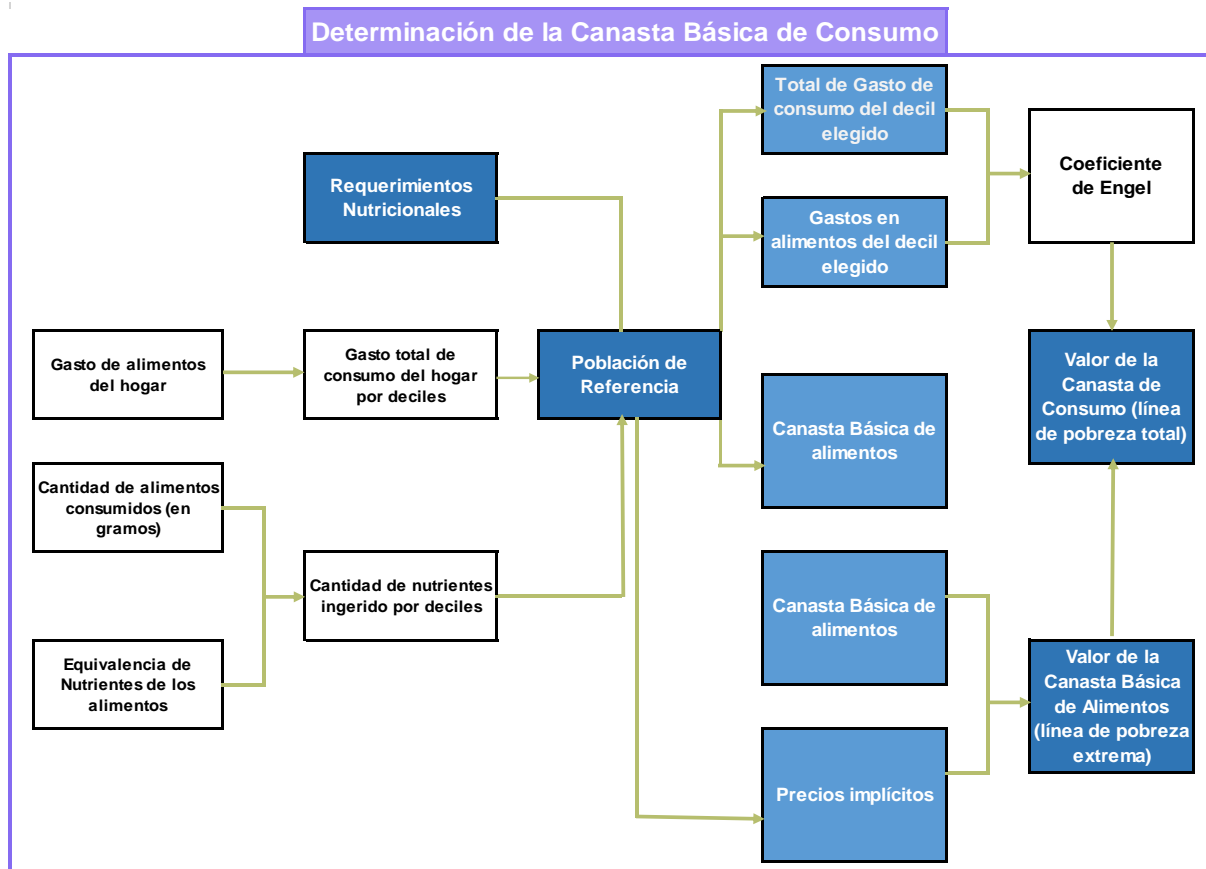 Determinación de la Canasta Básica de Consumo
Total de Gasto de
consumo del decil
elegido
Requerimientos
Nutricionales
Coeficiente
de Engel
Gastos en
alimentos del decil
elegido
Gasto de alimentos
del hogar
Gasto total de
consumo del hogar
por deciles
Población de
Referencia
Valor de la
Canasta de
Consumo (línea
de pobreza total)
Canasta Básica de
alimentos
Cantidad de alimentos
consumidos (en
gramos)
Cantidad de nutrientes
ingerido por deciles
Canasta Básica de
alimentos
Equivalencia de
Nutrientes de los
alimentos
Valor de la
Canasta Básica
de Alimentos
(línea de pobreza
extrema)
Precios implícitos